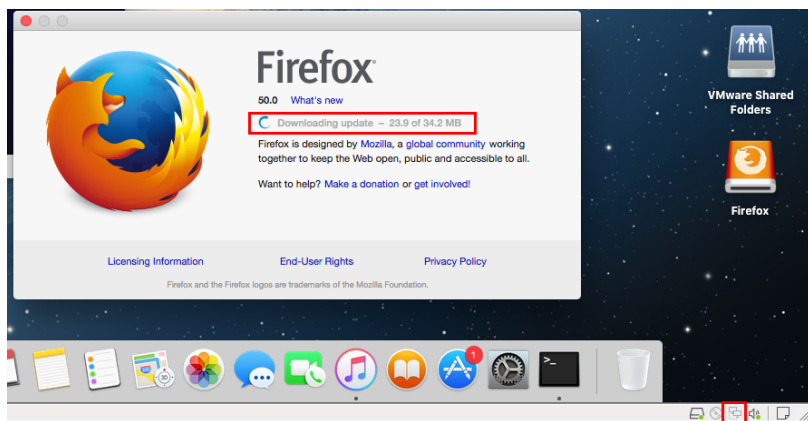 Firefox
50.0 What's new
Downloading update – 23.9 of 34.2 MB
Firefox is designed by Mozilla, a global community working
together to keep the Web open, public and accessible to all.
Want to help? Make a donation or get involved!
Licensing Information End-User Rights Privacy Policy
Firefox and the Firefox logos are trademarks of the Mozilla Foundation.
VMware Shared
Folders
Firefox
3D
1
>_